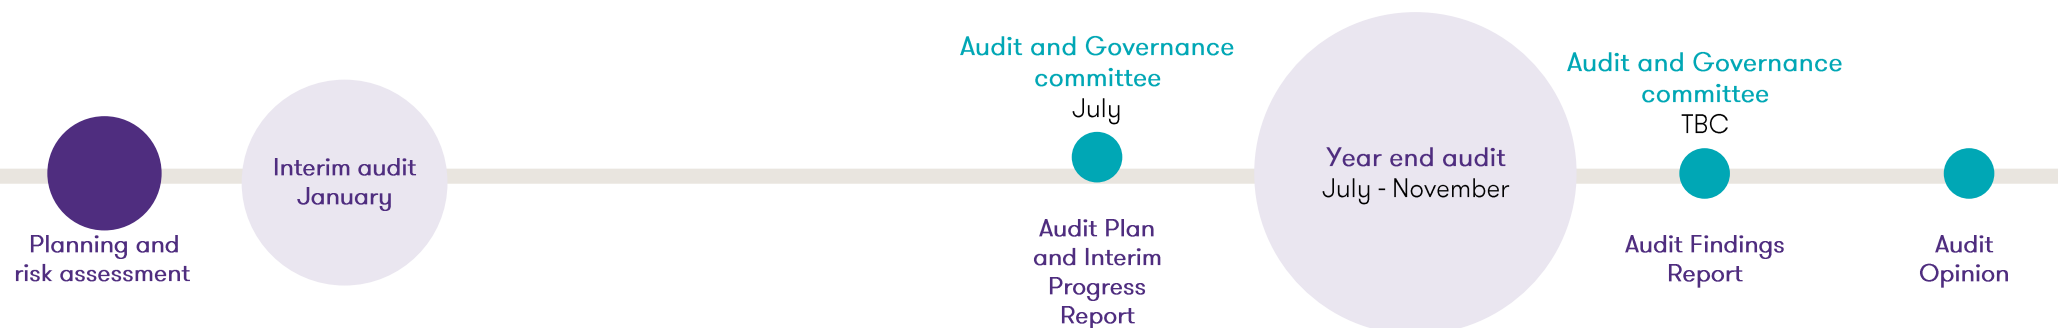 Planning and
risk assessment
Interim audit
January
Audit and Governance
committee
July
Audit Plan
and Interim
Progress
Report
Year end audit
July - November
Audit and Governance
committee
TBC
Audit Findings
Report
Audit
Opinion